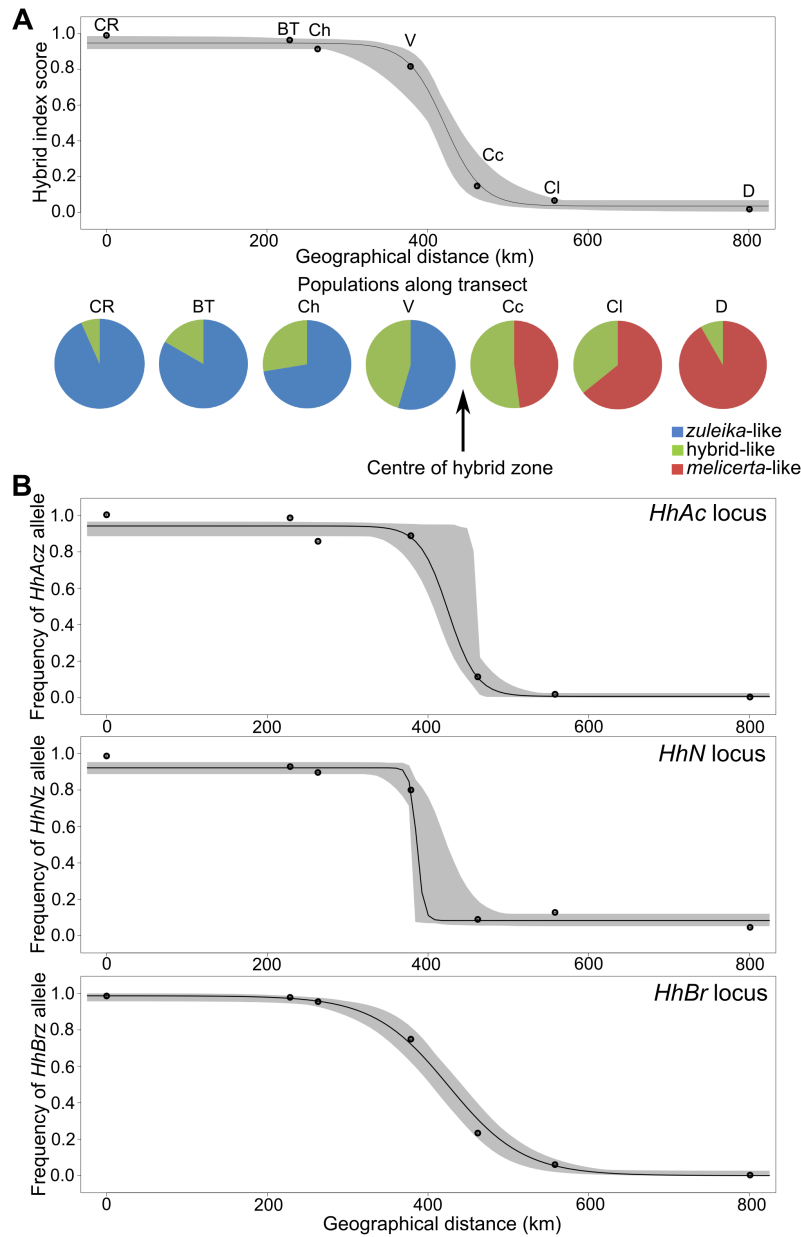 A
CR
BT Ch
V
Cc
Cl
D
Hybrid index score
1.0
0.8
0.6
0.4
0.2
0.0
0 200 400 600 800
Geographical distance (km)
Populations along transect
CR BT Ch V Cc Cl D
Centre of hybrid zone
zuleika-like
hybrid-like
melicerta-like
B
HhAc locus
Frequency of HhAcz allele
1.0
0.8
0.6
0.4
0.2
0.0
0 200 400 600 800
HhN locus
Frequency of HhNz allele
1.0
0.8
0.6
0.4
0.2
0.0
0 200 400 600 800
HhBr locus
Frequency of HhBrz allele
1.0
0.8
0.6
0.4
0.2
0.0
0 200 400 600 800
Geographical distance (km)